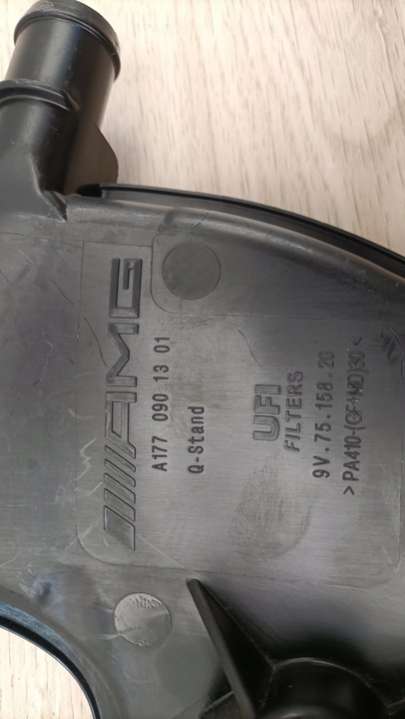 AMG
A177 090 13 01
Q-Stand
UFI
FILTERS
9V.75.158.20
>PA410-(GF+MD)30<